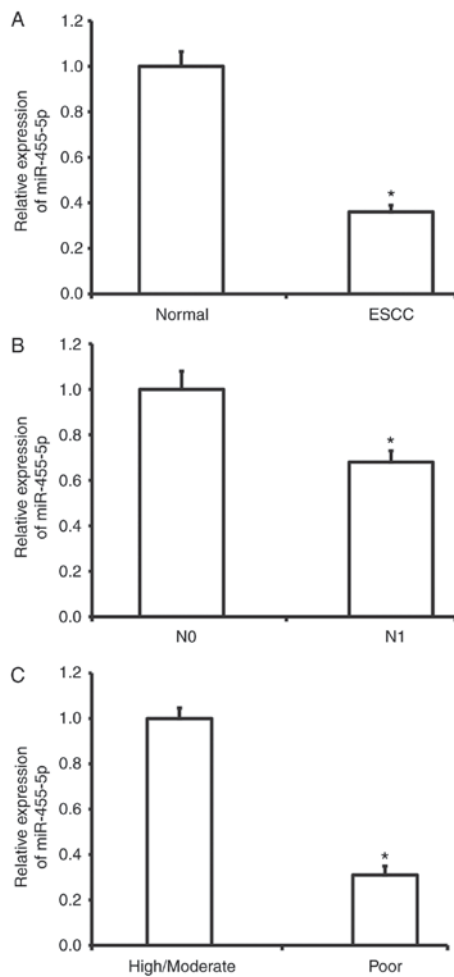 A
Relative expression
of miR-455-5p
1.2
1.0
0.8
0.6
0.4
0.2
0.0
*
Normal
ESCC
B
Relative expression
of miR-455-5p
1.2
1.0
0.8
0.6
0.4
0.2
0.0
*
N0
N1
C
Relative expression
of miR-455-5p
1.2
1.0
0.8
0.6
0.4
0.2
0.0
*
High/Moderate
Poor